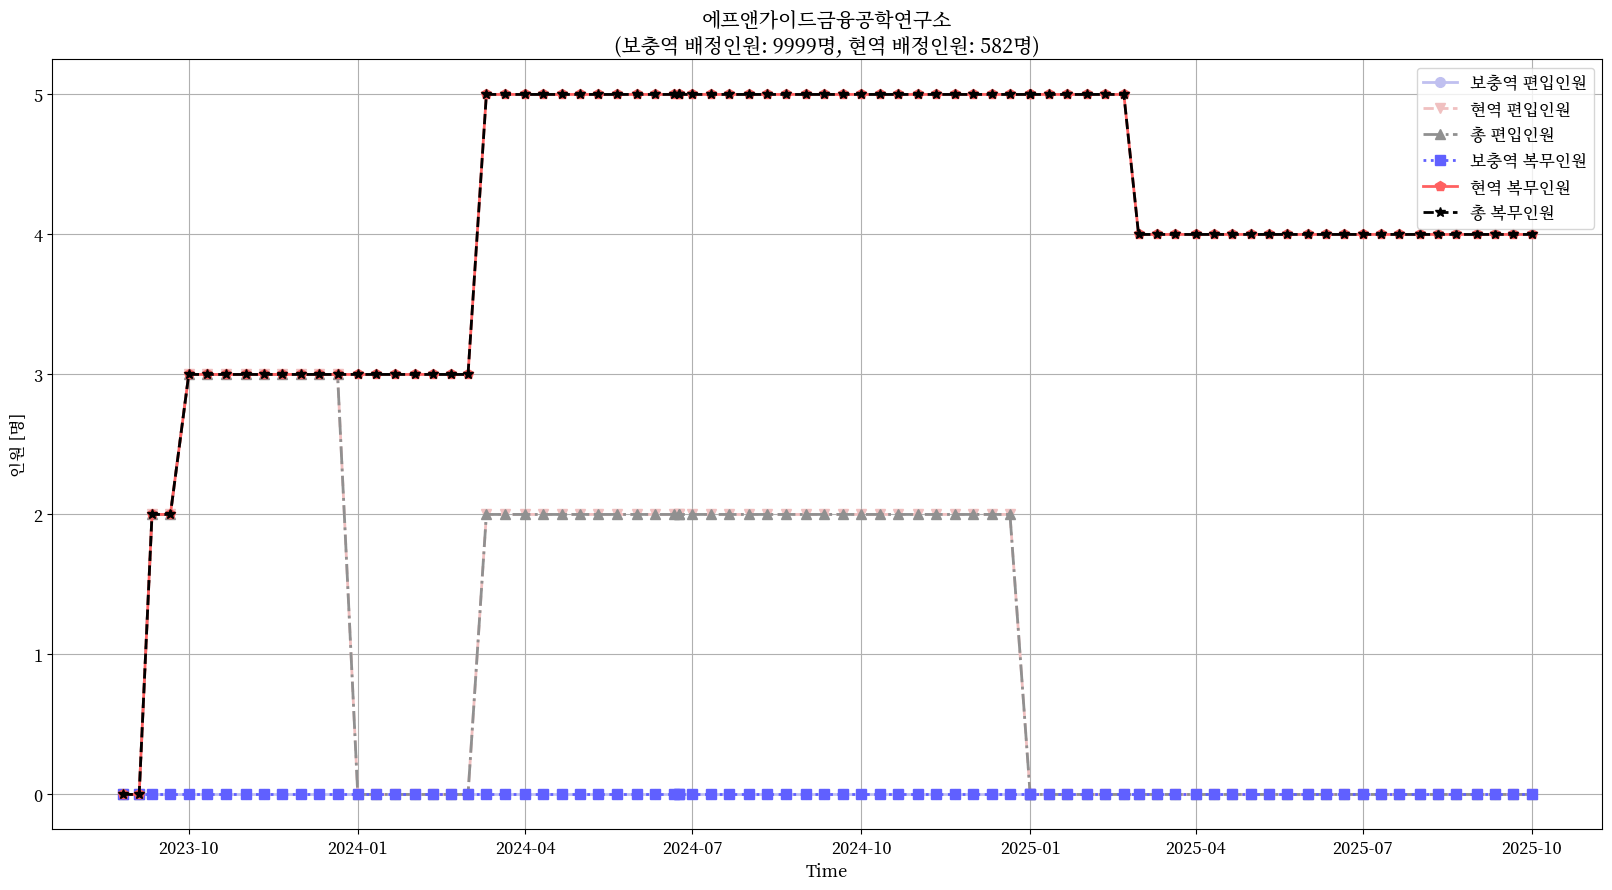 에프앤가이드금융공학연구소
(보충역 배정인원: 9999명, 현역 배정인원: 582명)
보충역 편입인원
현역 편입인원
총 편입인원
보충역 복무인원
현역 복무인원
총 복무인원
인원 [명]
5
4
3
2
1
0
2023-10
2024-01
2024-04
2024-07
2024-10
2025-01
2025-04
2025-07
2025-10
Time